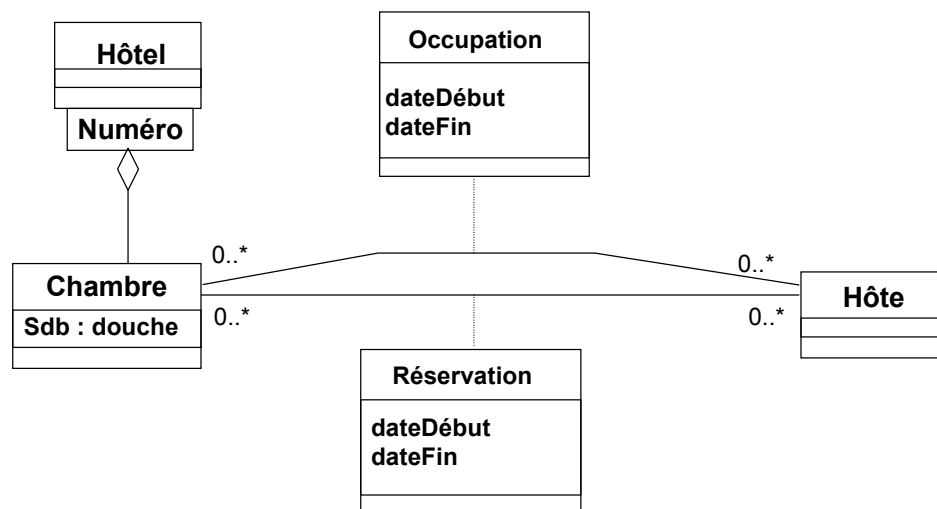 Hôtel
Numéro
Occupation
dateDébut
dateFin
0..*
0..*
Chambre
Sdb : douche
0..*
0..*
Hôte
Réservation
dateDébut
dateFin